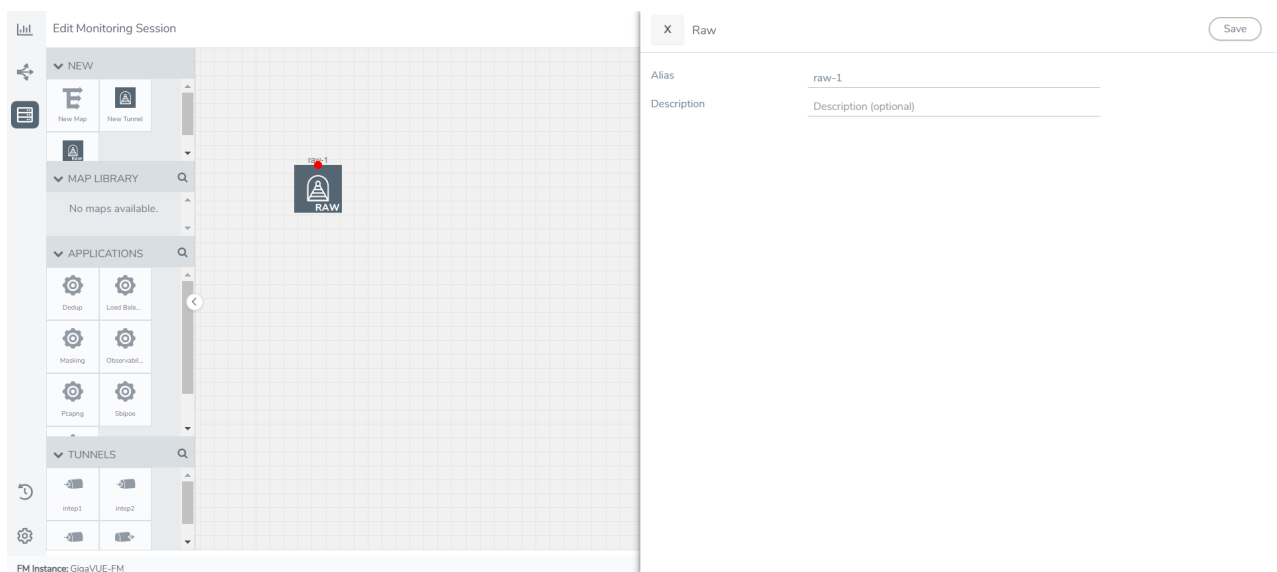 Edit Monitoring Session
X
Raw
Save
NEW
New Map
New Tunnel
RAW
MAP LIBRARY
No maps available.
APPLICATIONS
Dedup
Load Bala...
Masking
Observabil...
Pcapng
Sbipoe
TUNNELS
intep1
intep2
raw-1
RAW
Alias
raw-1
Description
Description (optional)
FM Instance: GigaVUE-FM